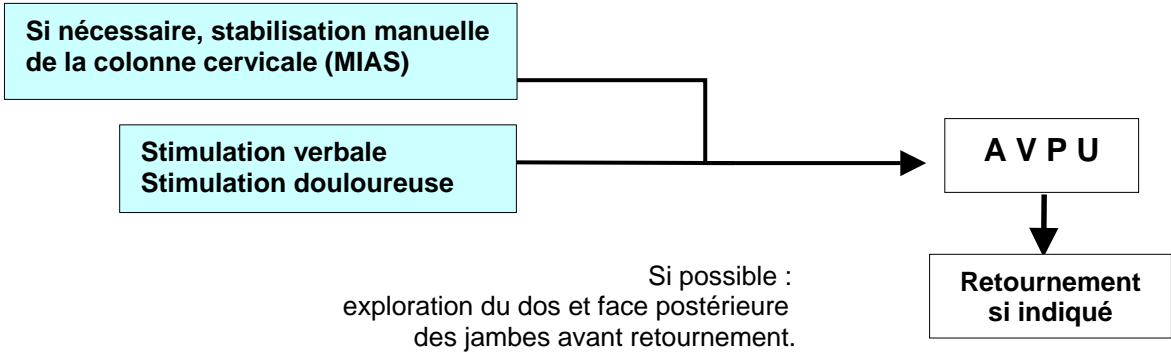 Si nécessaire, stabilisation manuelle
de la colonne cervicale (MIAS)
Stimulation verbale
Stimulation douloureuse
A V P U
Si possible :
exploration du dos et face postérieure
des jambes avant retournement.
Retournement
si indiqué